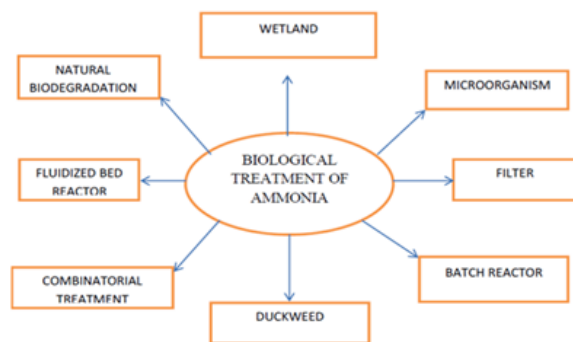 WETLAND
NATURAL
BIODEGRADATION
MICROORGANISM
BIOLOGICAL
TREATMENT OF
AMMONIA
FLUIDIZED BED
REACTOR
FILTER
COMBINATORIAL
TREATMENT
BATCH REACTOR
DUCKWEED